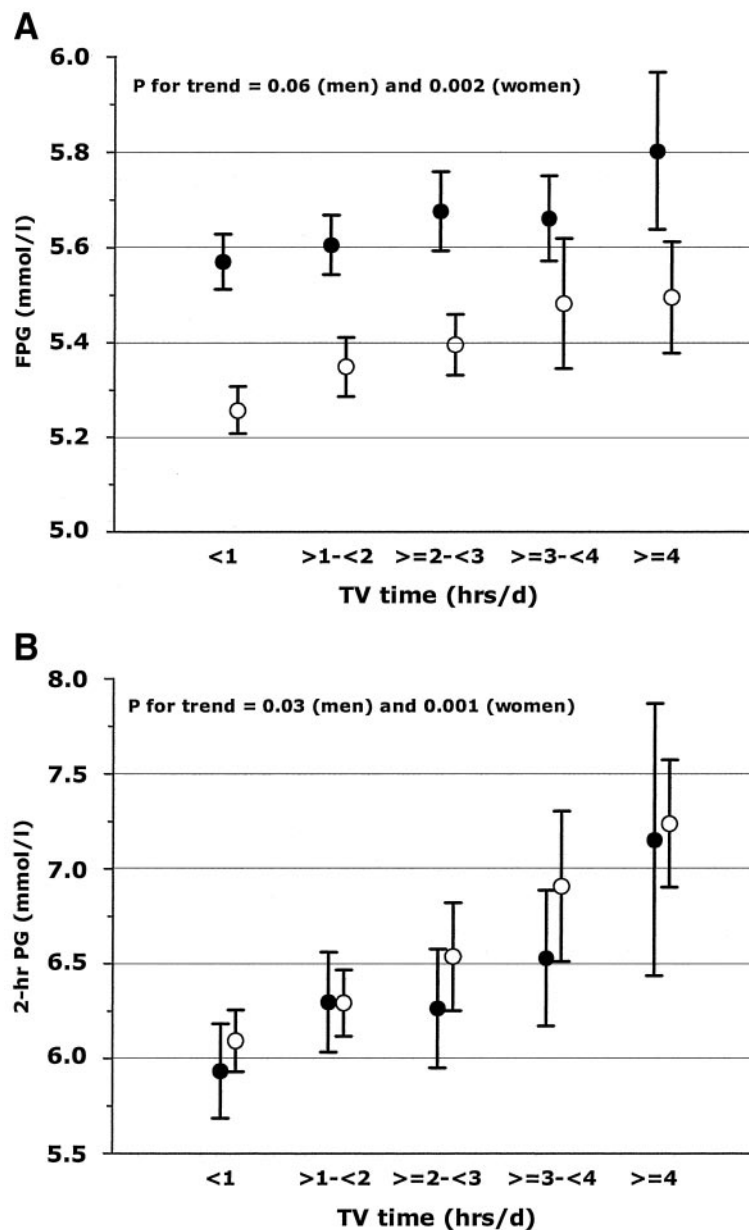 A
6.0
P for trend = 0.06 (men) and 0.002 (women)
5.8
5.6
FPG (mmol/l)
5.4
5.2
5.0
<1 >1-<2 >=2-<3 >=3-<4 >=4
TV time (hrs/d)
B
8.0
P for trend = 0.03 (men) and 0.001 (women)
7.5
7.0
2-hr PG (mmol/l)
6.5
6.0
5.5
<1 >1-<2 >=2-<3 >=3-<4 >=4
TV time (hrs/d)